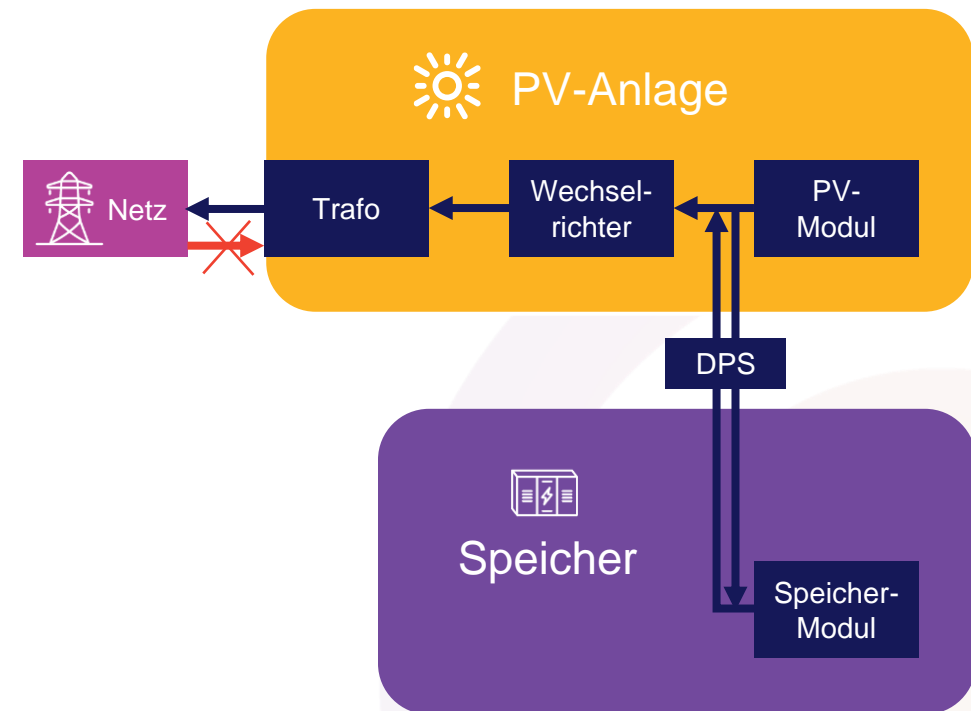 PV-Anlage
Netz
Trafo
Wechsel-
richter
PV-
Modul
DPS
Speicher
Speicher-
Modul